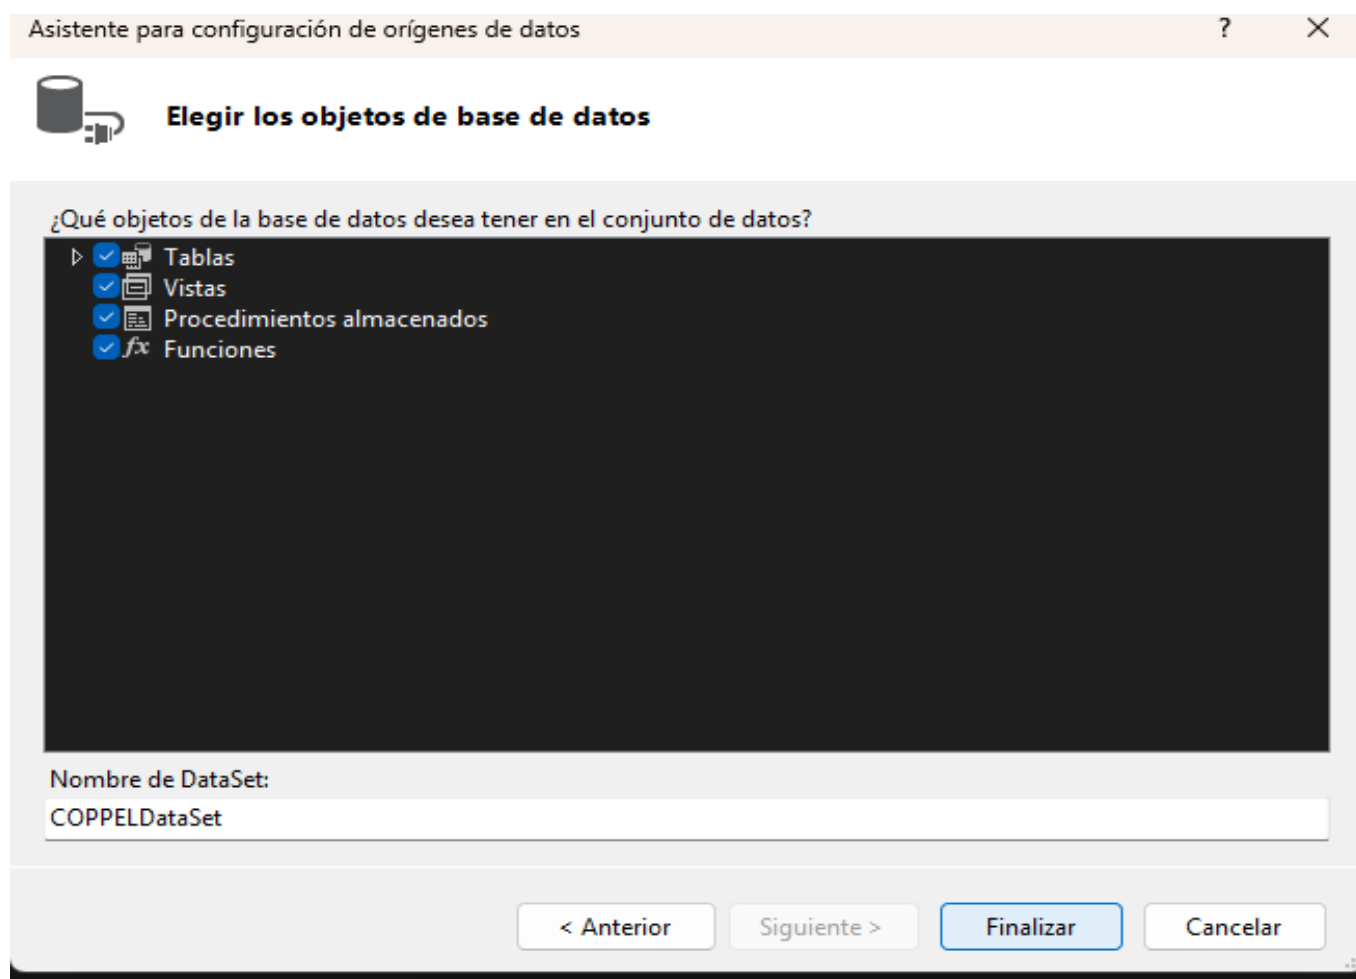 Asistente para configuración de orígenes de datos ?
Elegir los objetos de base de datos
¿Qué objetos de la base de datos desea tener en el conjunto de datos?
Tablas
Vistas
Procedimientos almacenados
fx Funciones
Nombre de DataSet:
COPPELDataSet
< Anterior Siguiente > Finalizar Cancelar